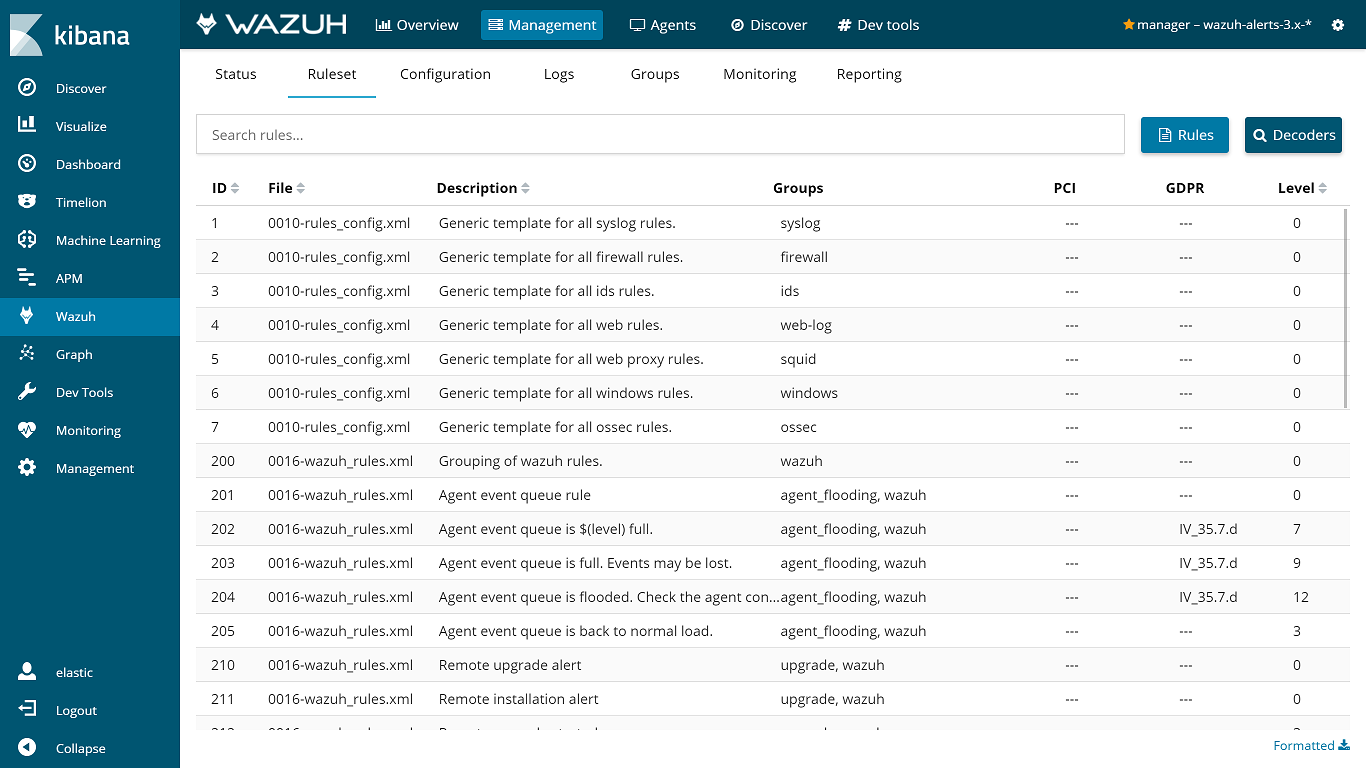 kibana
Discover
Visualize
Dashboard
Timelion
Machine Learning
APM
Wazuh
Graph
Dev Tools
Monitoring
Management
elastic
Logout
Collapse
WAZUH Overview Management Agents Discover # Dev tools manager – wazuh-alerts-3.x-*
Status Ruleset Configuration Logs Groups Monitoring Reporting
Search rules... Rules Decoders
ID File Description Groups PCI GDPR Level
1 0010-rules_config.xml Generic template for all syslog rules. syslog --- --- 0
2 0010-rules_config.xml Generic template for all firewall rules. firewall --- --- 0
3 0010-rules_config.xml Generic template for all ids rules. ids --- --- 0
4 0010-rules_config.xml Generic template for all web rules. web-log --- --- 0
5 0010-rules_config.xml Generic template for all web proxy rules. squid --- --- 0
6 0010-rules_config.xml Generic template for all windows rules. windows --- --- 0
7 0010-rules_config.xml Generic template for all ossec rules. ossec --- --- 0
200 0016-wazuh_rules.xml Grouping of wazuh rules. wazuh --- --- 0
201 0016-wazuh_rules.xml Agent event queue rule agent_flooding, wazuh --- --- 0
202 0016-wazuh_rules.xml Agent event queue is $(level) full. agent_flooding, wazuh --- IV_35.7.d 7
203 0016-wazuh_rules.xml Agent event queue is full. Events may be lost. agent_flooding, wazuh --- IV_35.7.d 9
204 0016-wazuh_rules.xml Agent event queue is flooded. Check the agent con... agent_flooding, wazuh --- IV_35.7.d 12
205 0016-wazuh_rules.xml Agent event queue is back to normal load. agent_flooding, wazuh --- --- 3
210 0016-wazuh_rules.xml Remote upgrade alert upgrade, wazuh --- --- 0
211 0016-wazuh_rules.xml Remote installation alert upgrade, wazuh --- --- 0
Formatted